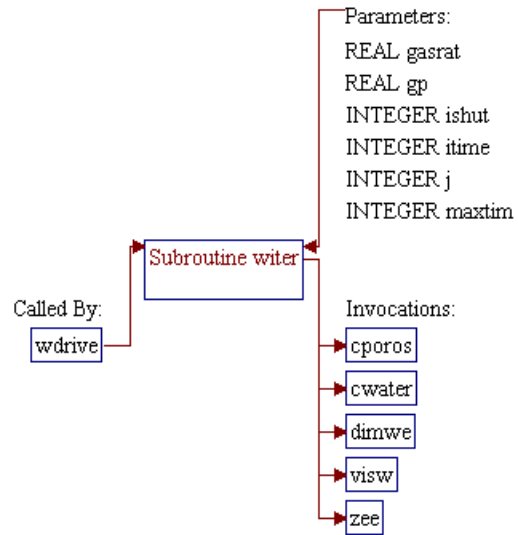 Parameters:
REAL gasrat
REAL gp
INTEGER ishut
INTEGER itime
INTEGER j
INTEGER maxtim
Subroutine witer
Called By:
wdrive
Invocations:
cporos
cwater
dimwe
visw
zee